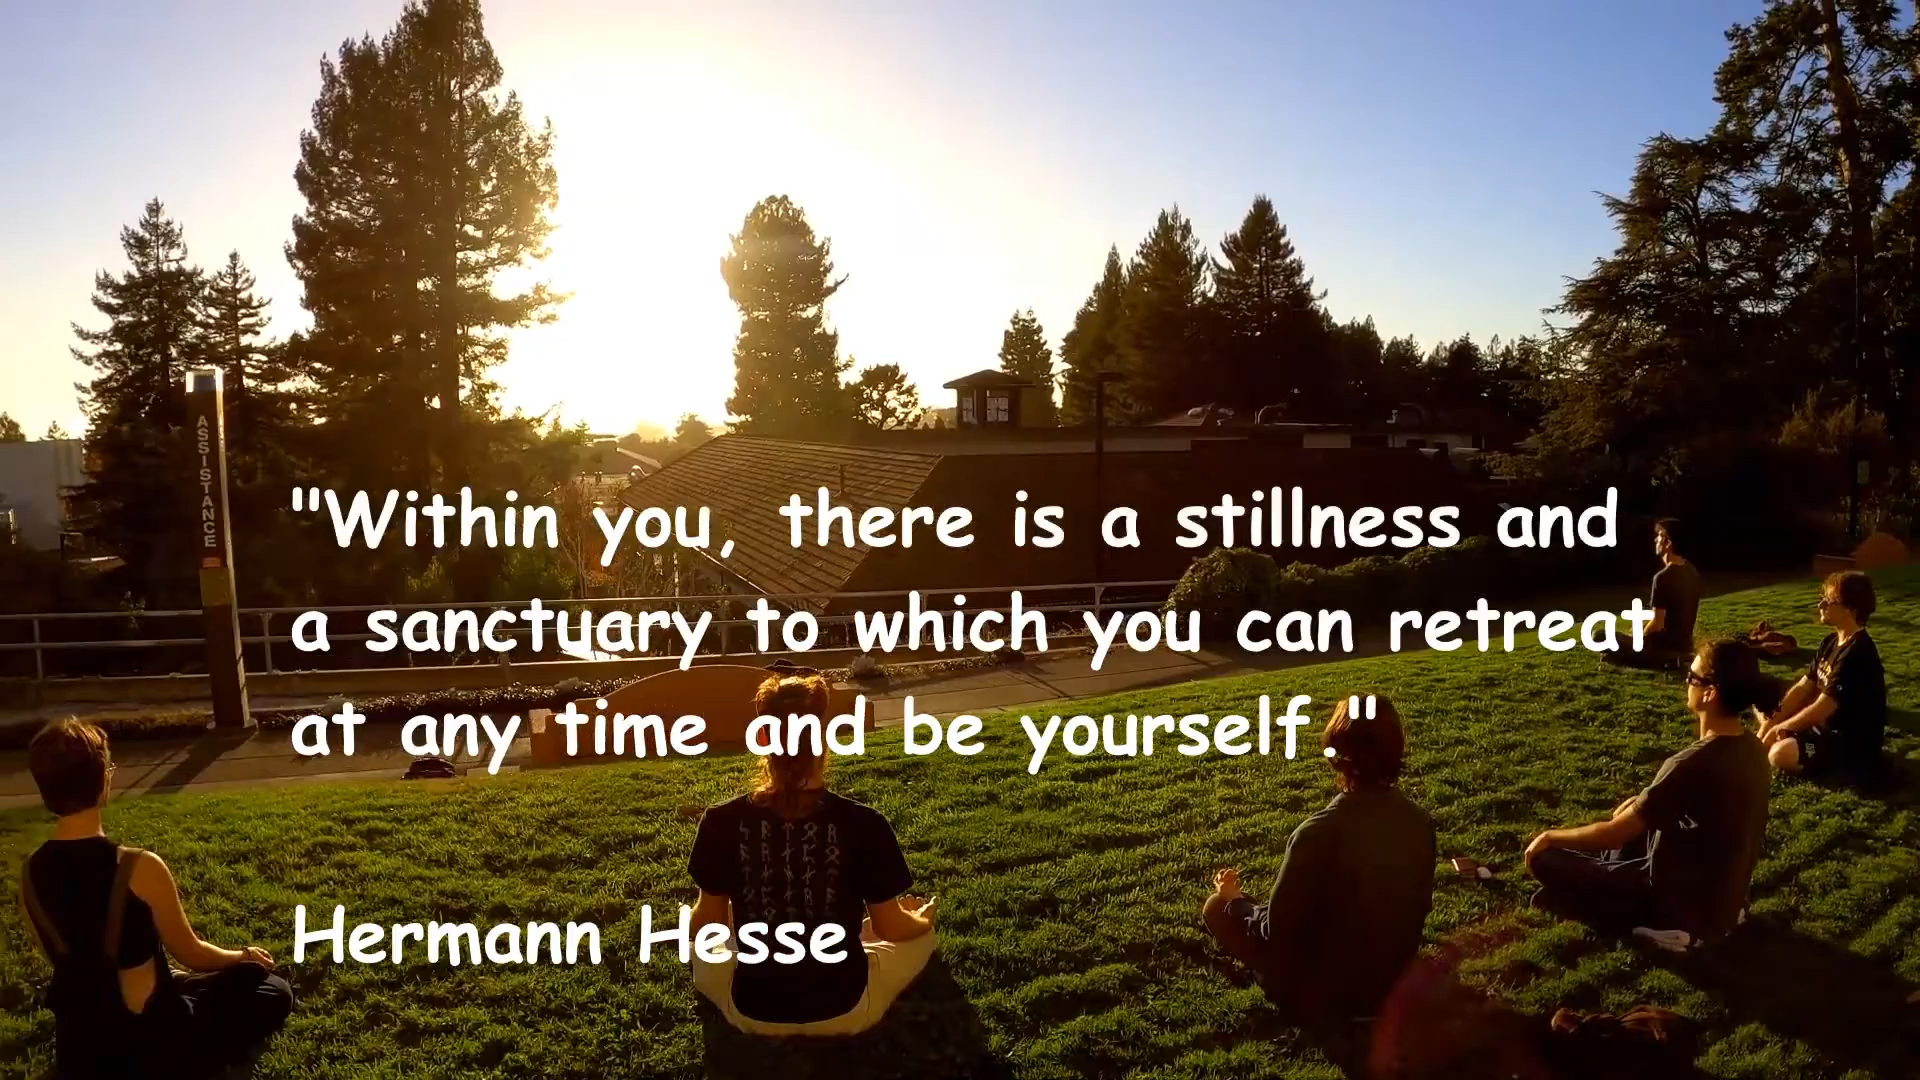 ASSISTANCE
"Within you, there is a stillness and
a sanctuary to which you can retreat
at any time and be yourself."
Hermann Hesse